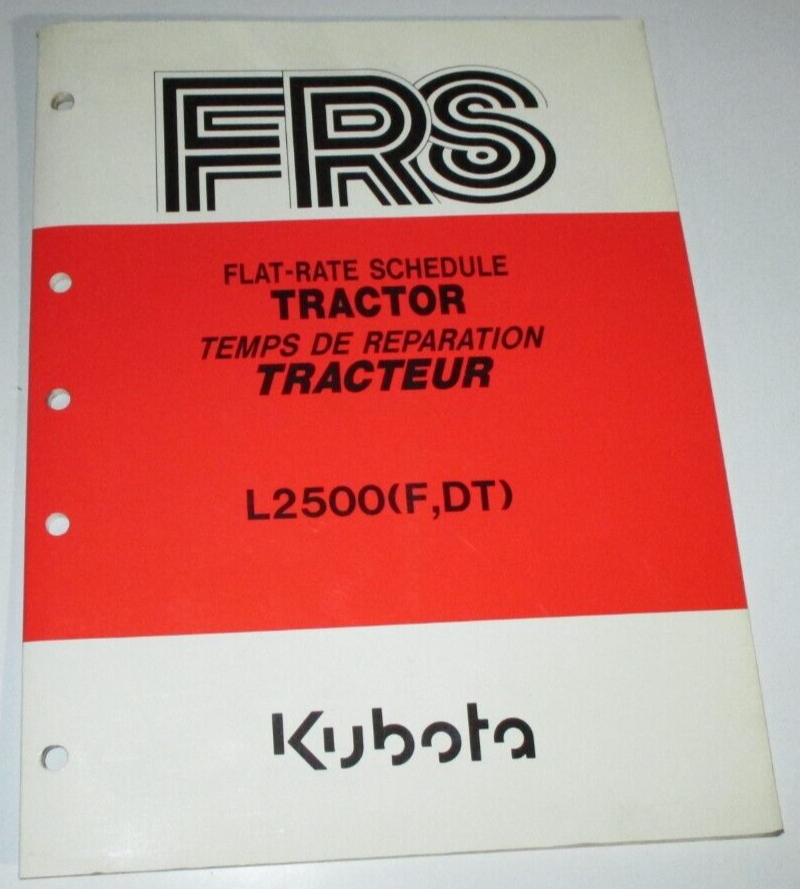 FRS
FLAT-RATE SCHEDULE
TRACTOR
TEMPS DE REPARATION
TRACTEUR
L2500(F,DT)
Kubota